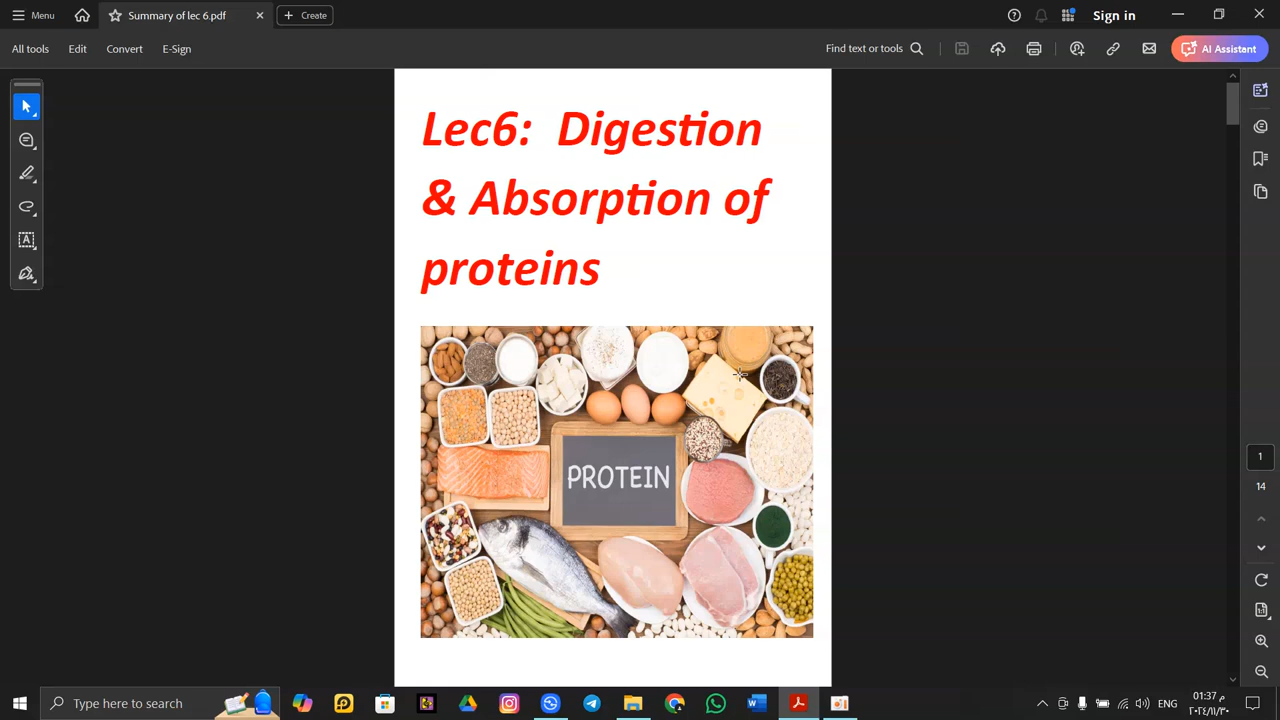 Menu
Summary of lec 6.pdf
Create
Sign in
All tools
Edit
Convert
E-Sign
Find text or tools
AI Assistant
Lec6: Digestion
& Absorption of
proteins
PROTEIN
1
14
Type here to search
ENG
01:37 م